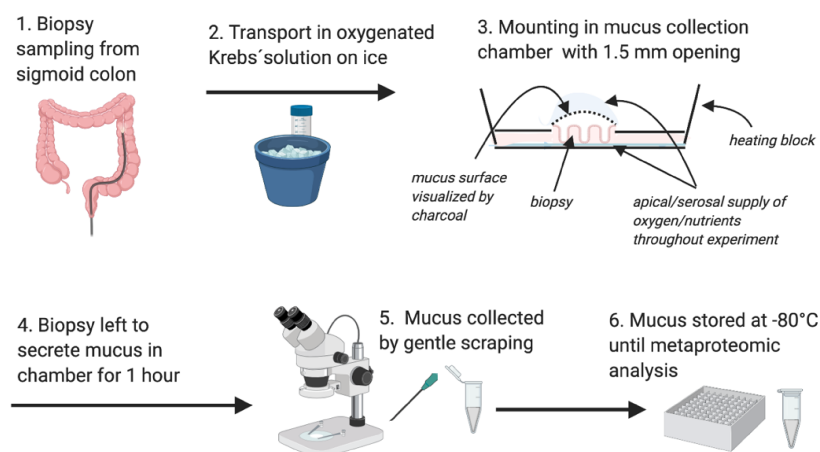 1. Biopsy
sampling from
sigmoid colon
2. Transport in oxygenated
Krebs´solution on ice
3. Mounting in mucus collection
chamber with 1.5 mm opening
heating block
mucus surface
visualized by
charcoal
biopsy
apical/serosal supply of
oxygen/nutrients
throughout experiment
4. Biopsy left to
secrete mucus in
chamber for 1 hour
5. Mucus collected
by gentle scraping
6. Mucus stored at -80°C
until metaproteomic
analysis